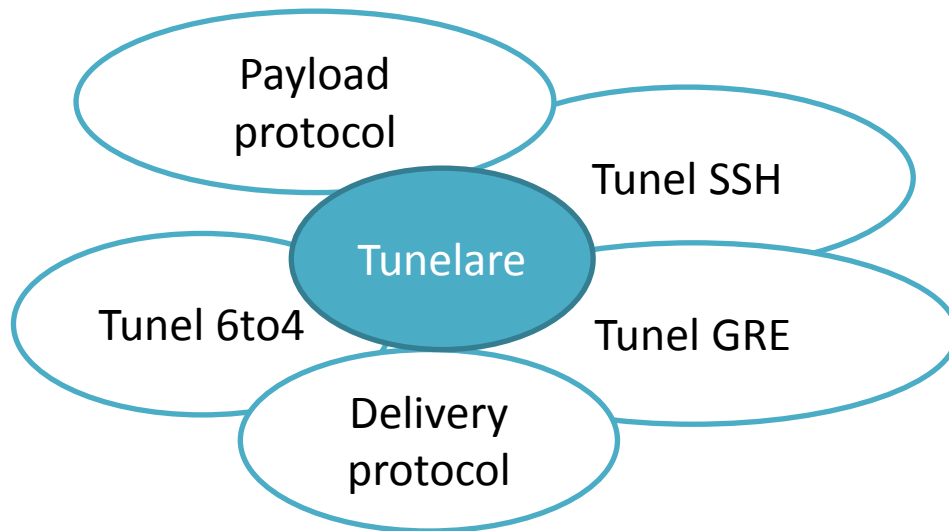 Payload
protocol
Tunel SSH
Tunelare
Tunel 6to4
Tunel GRE
Delivery
protocol